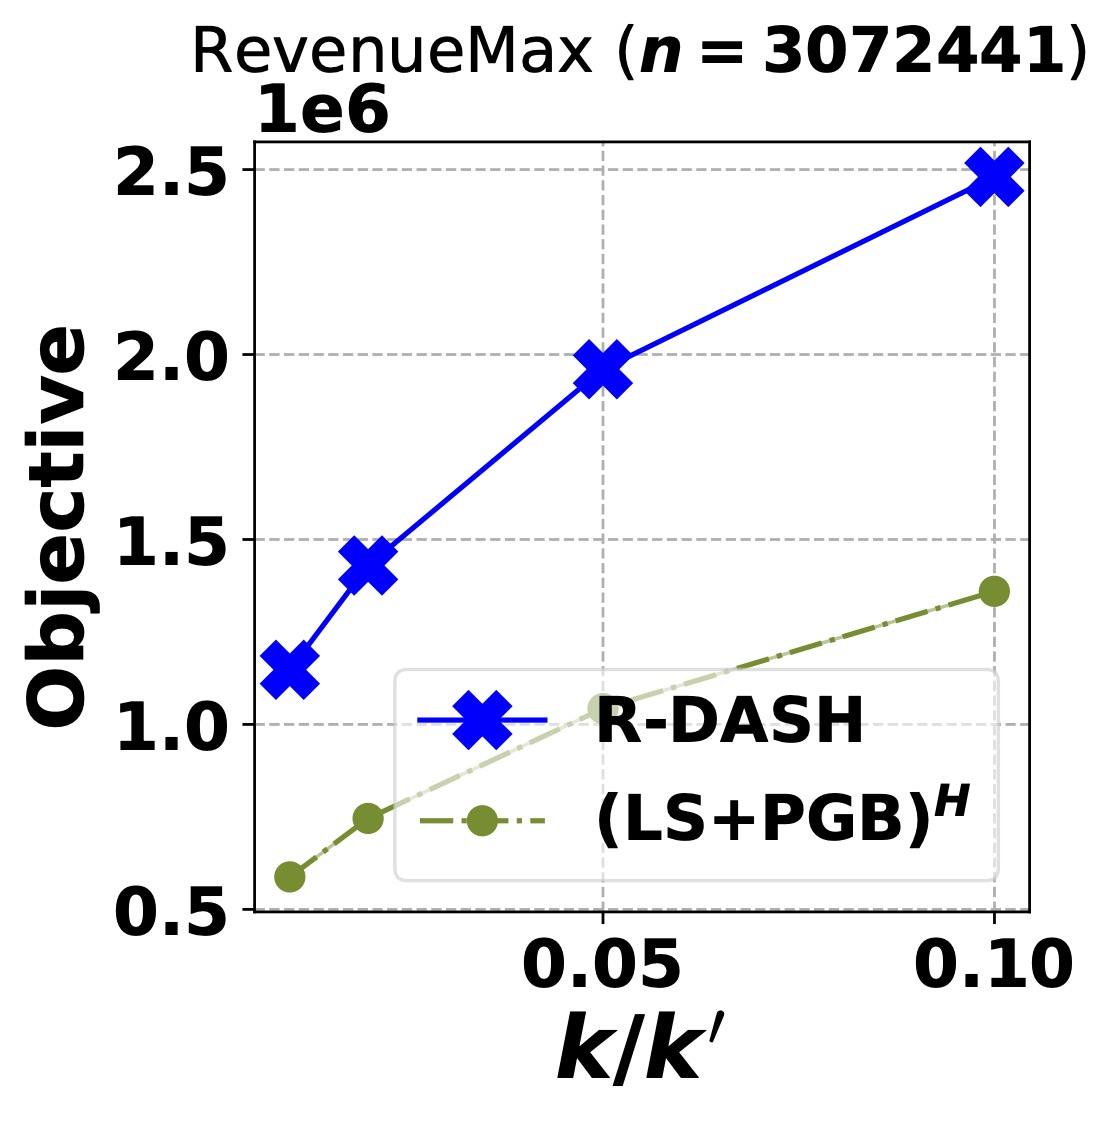 RevenueMax (n = 3072441)
1e6
2.5
2.0
1.5
1.0
0.5
Objective
R-DASH
(LS+PGB)^H
0.05 0.10
k/k′